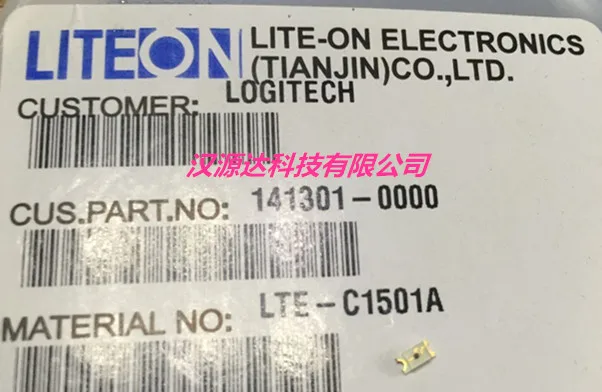 LITEON LITE-ON ELECTRONICS
(TIANJIN)CO.,LTD.
CUSTOMER: LOGITECH
汉源达科技有限公司
CUS.PART.NO: 141301-0000
MATERIAL NO: LTE-C1501A